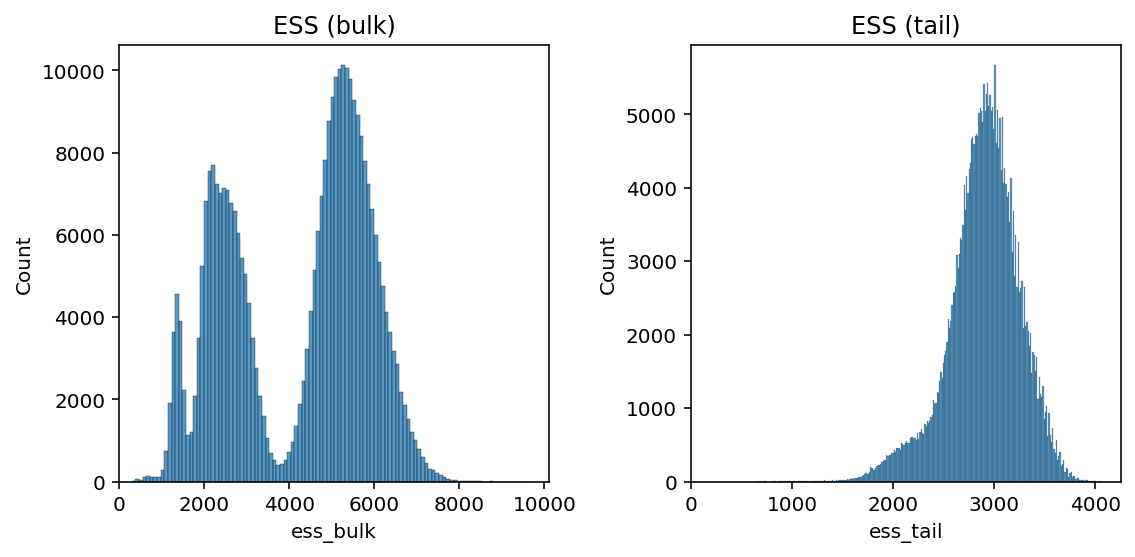 ESS (bulk)
10000
8000
6000
4000
2000
0
Count
0 2000 4000 6000 8000 10000
ess_bulk
ESS (tail)
5000
4000
3000
2000
1000
0
Count
0 1000 2000 3000 4000
ess_tail